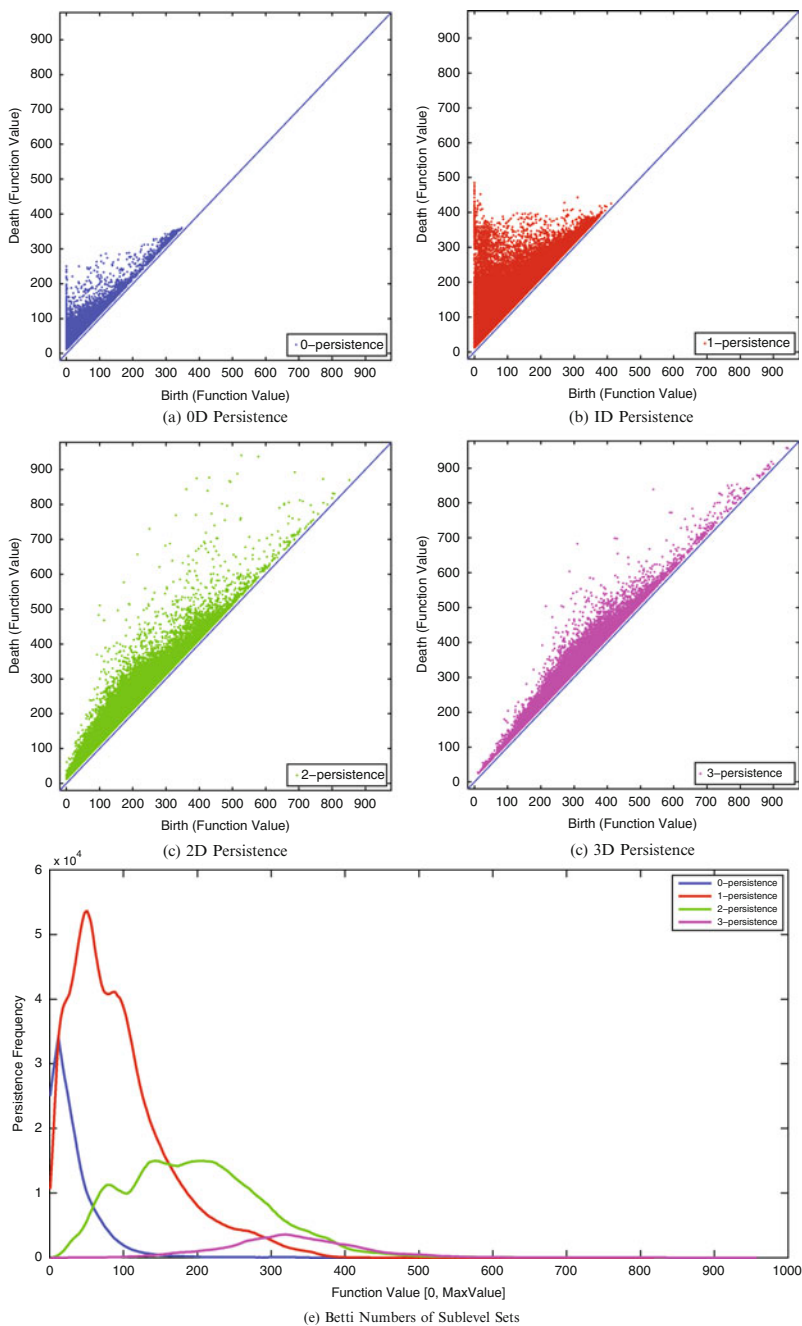 900
800
700
600
500
400
300
200
100
0
Death (Function Value)
0-persistence
0 100 200 300 400 500 600 700 800 900
Birth (Function Value)
(a) 0D Persistence
900
800
700
600
500
400
300
200
100
0
Death (Function Value)
1-persistence
0 100 200 300 400 500 600 700 800 900
Birth (Function Value)
(b) ID Persistence
900
800
700
600
500
400
300
200
100
0
Death (Function Value)
2-persistence
0 100 200 300 400 500 600 700 800 900
Birth (Function Value)
(c) 2D Persistence
900
800
700
600
500
400
300
200
100
0
Death (Function Value)
3-persistence
0 100 200 300 400 500 600 700 800 900
Birth (Function Value)
(c) 3D Persistence
x 10^4
6
5
4
3
2
1
0
Persistence Frequency
0-persistence
1-persistence
2-persistence
3-persistence
0 100 200 300 400 500 600 700 800 900 1000
Function Value [0, MaxValue]
(e) Betti Numbers of Sublevel Sets